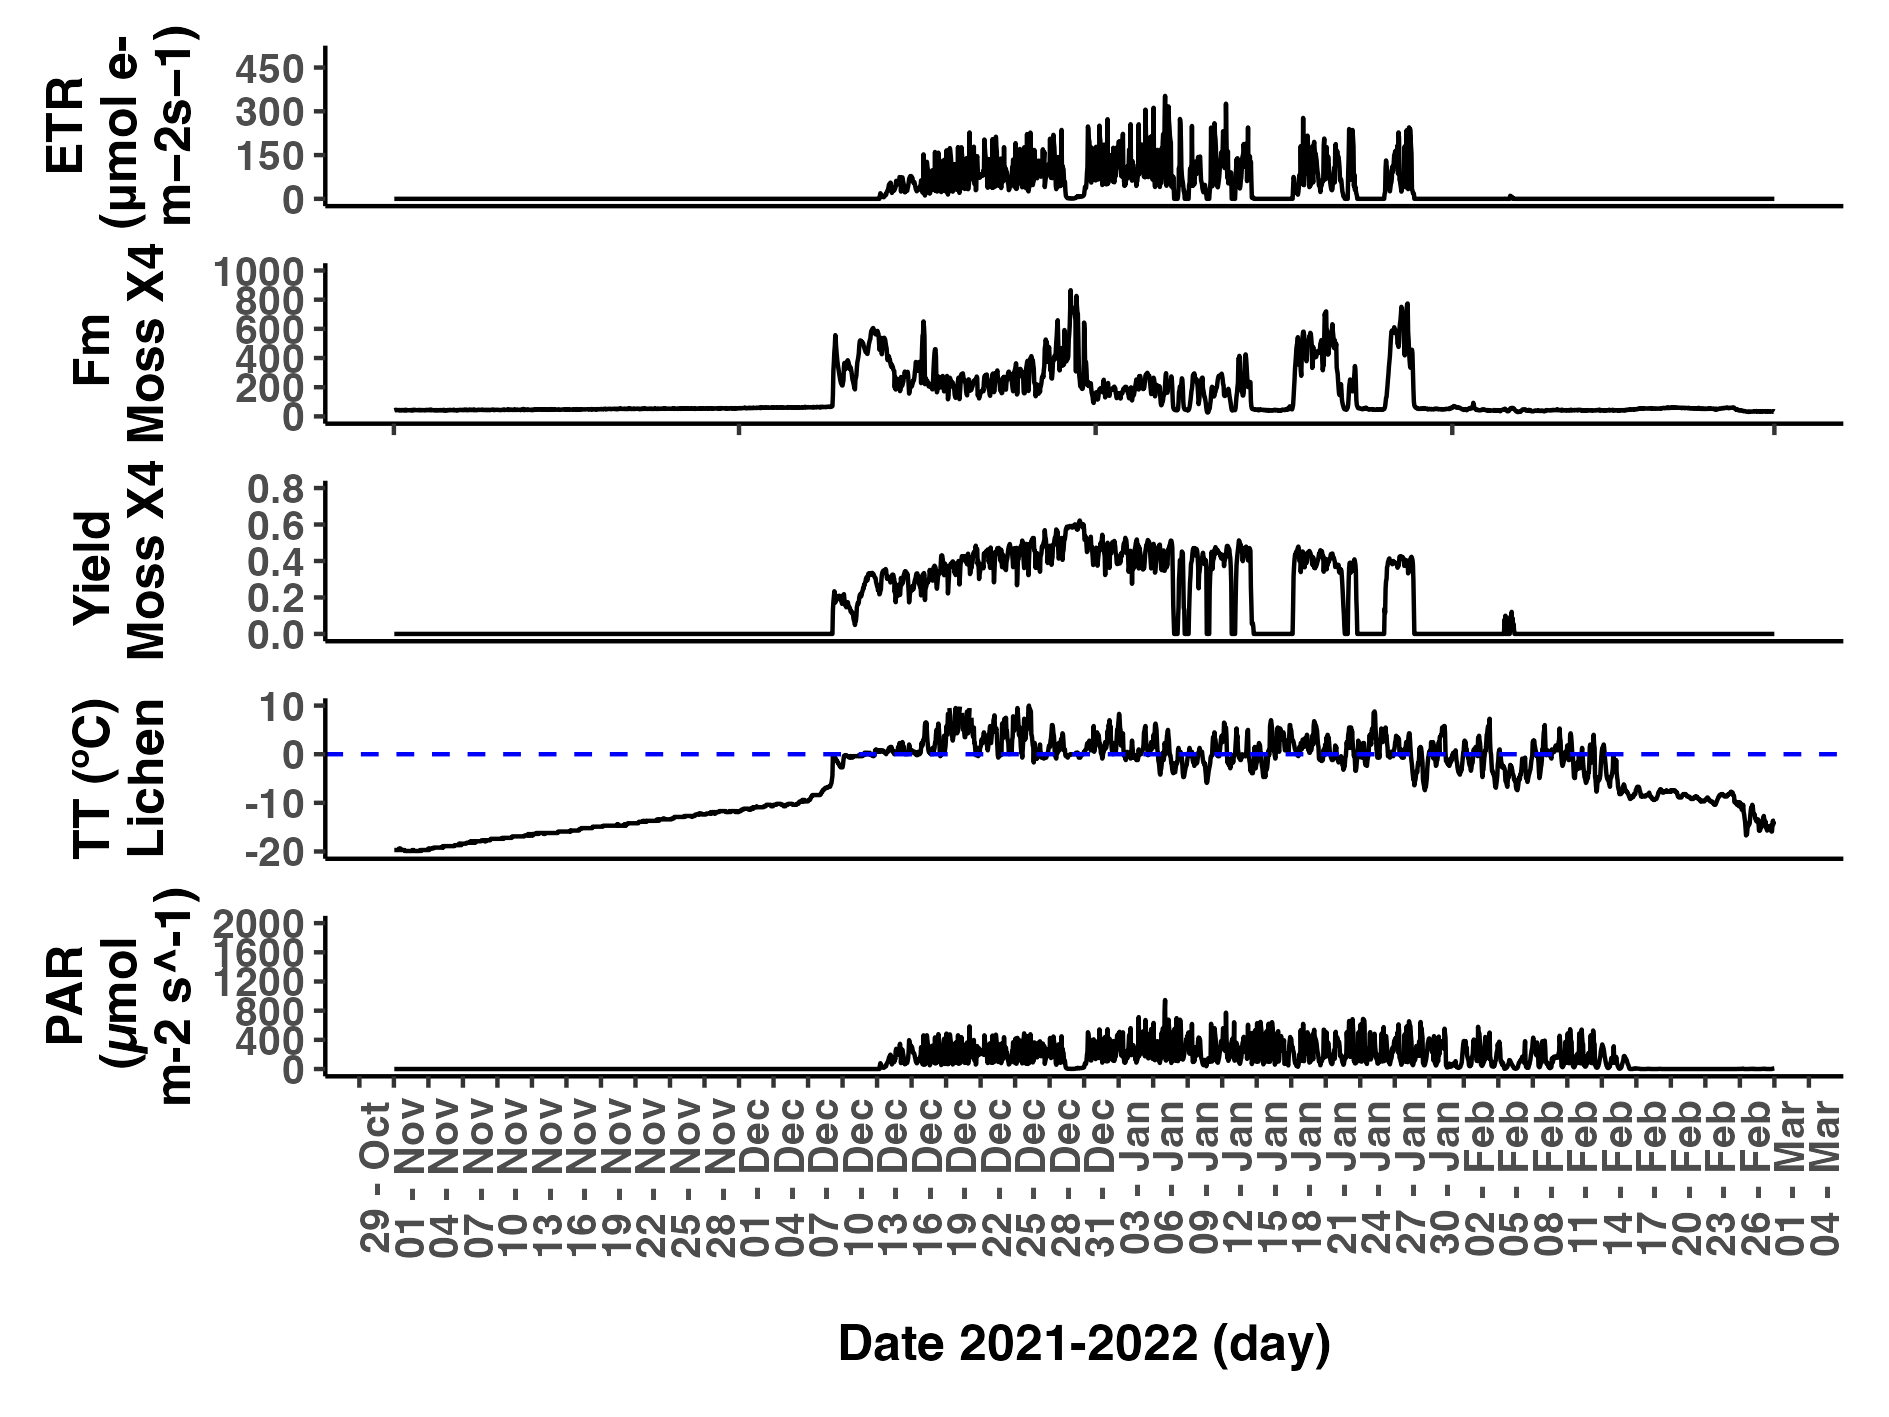 ETR
(µmol e-
m−2s−1)
450
300
150
0
Fm
Moss X4
1000
800
600
400
200
0
Yield
Moss X4
0.8
0.6
0.4
0.2
0.0
TT (ºC)
Lichen
10
0
-10
-20
PAR
(µmol
m-2 s^-1)
2000
1600
1200
800
400
0
29 - Oct
01 - Nov
04 - Nov
07 - Nov
10 - Nov
13 - Nov
16 - Nov
19 - Nov
22 - Nov
25 - Nov
28 - Nov
01 - Dec
04 - Dec
07 - Dec
10 - Dec
13 - Dec
16 - Dec
19 - Dec
22 - Dec
25 - Dec
28 - Dec
31 - Dec
03 - Jan
06 - Jan
09 - Jan
12 - Jan
15 - Jan
18 - Jan
21 - Jan
24 - Jan
27 - Jan
30 - Jan
02 - Feb
05 - Feb
08 - Feb
11 - Feb
14 - Feb
17 - Feb
20 - Feb
23 - Feb
26 - Feb
01 - Mar
04 - Mar
Date 2021-2022 (day)